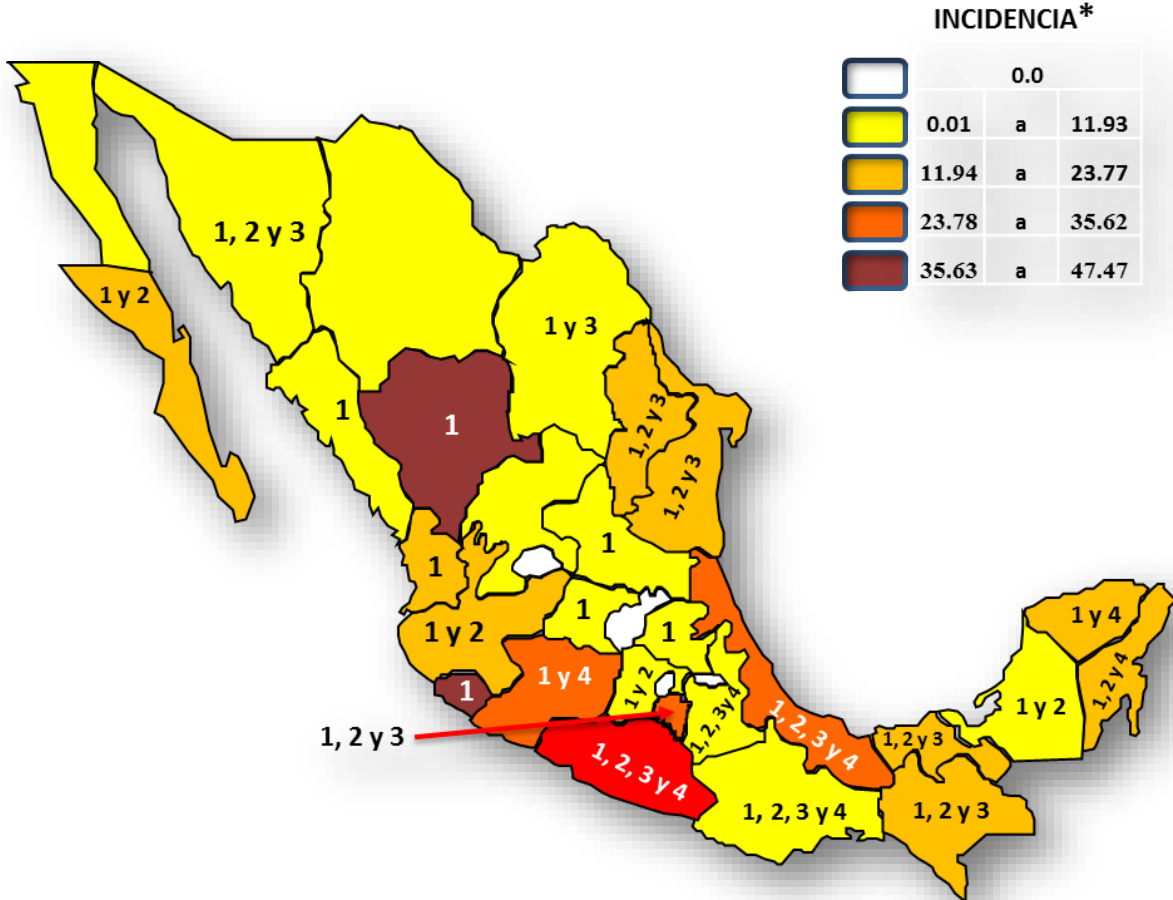 INCIDENCIA*
0.0
0.01 a 11.93
11.94 a 23.77
23.78 a 35.62
35.63 a 47.47
1, 2 y 3
1 y 2
1 y 3
1
1
1, 2 y 3
1, 2 y 3
1
1
1
1 y 2
1
1 y 4
1 y 2
1, 2, 3 y 4
1
1, 2 y 3
1, 2, 3 y 4
1, 2, 3 y 4
1, 2, 3 y 4
1, 2 y 3
1, 2 y 3
1 y 2
1 y 4
1, 2 y 4